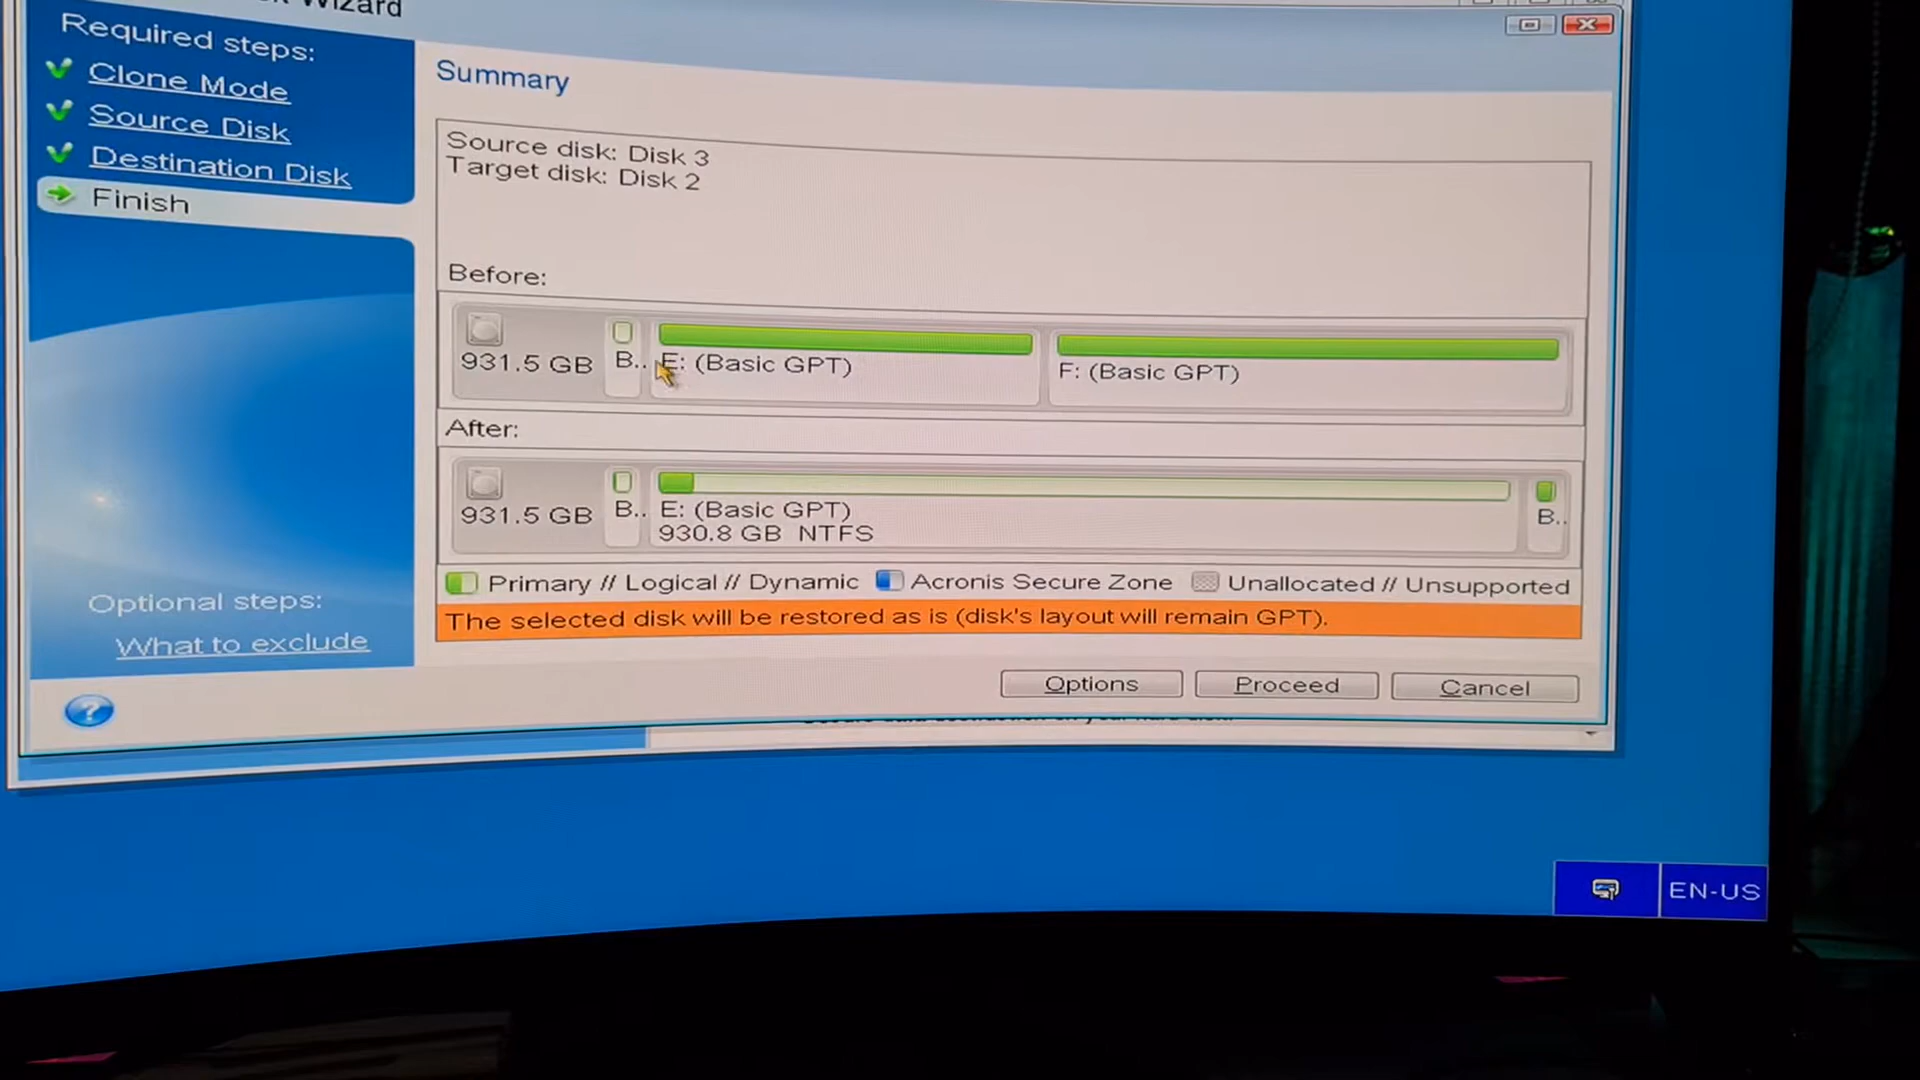 Wizard
Required steps:
Clone Mode
Source Disk
Destination Disk
Finish
Optional steps:
What to exclude
Summary
Source disk: Disk 3
Target disk: Disk 2
Before:
931.5 GB
B..
E: (Basic GPT)
F: (Basic GPT)
After:
931.5 GB
B..
E: (Basic GPT)
930.8 GB NTFS
B..
Primary // Logical // Dynamic
Acronis Secure Zone
Unallocated // Unsupported
The selected disk will be restored as is (disk's layout will remain GPT).
Options
Proceed
Cancel
?
EN-US